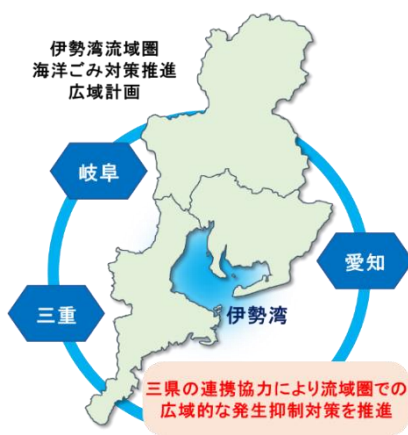 伊勢湾流域圏
海洋ごみ対策推進
広域計画
岐阜
愛知
三重
伊勢湾
三県の連携協力により流域圏での
広域的な発生抑制対策を推進